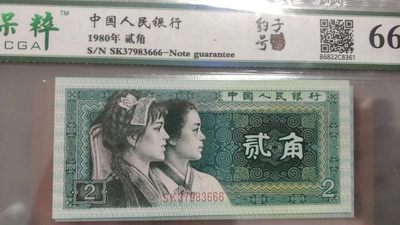 保粹
CGA
中国人民银行
1980年 贰角
S/N SK37983666-Note guarantee
豹子号
66
B6822C8361
中国人民银行
贰角
2
SK37983666
2